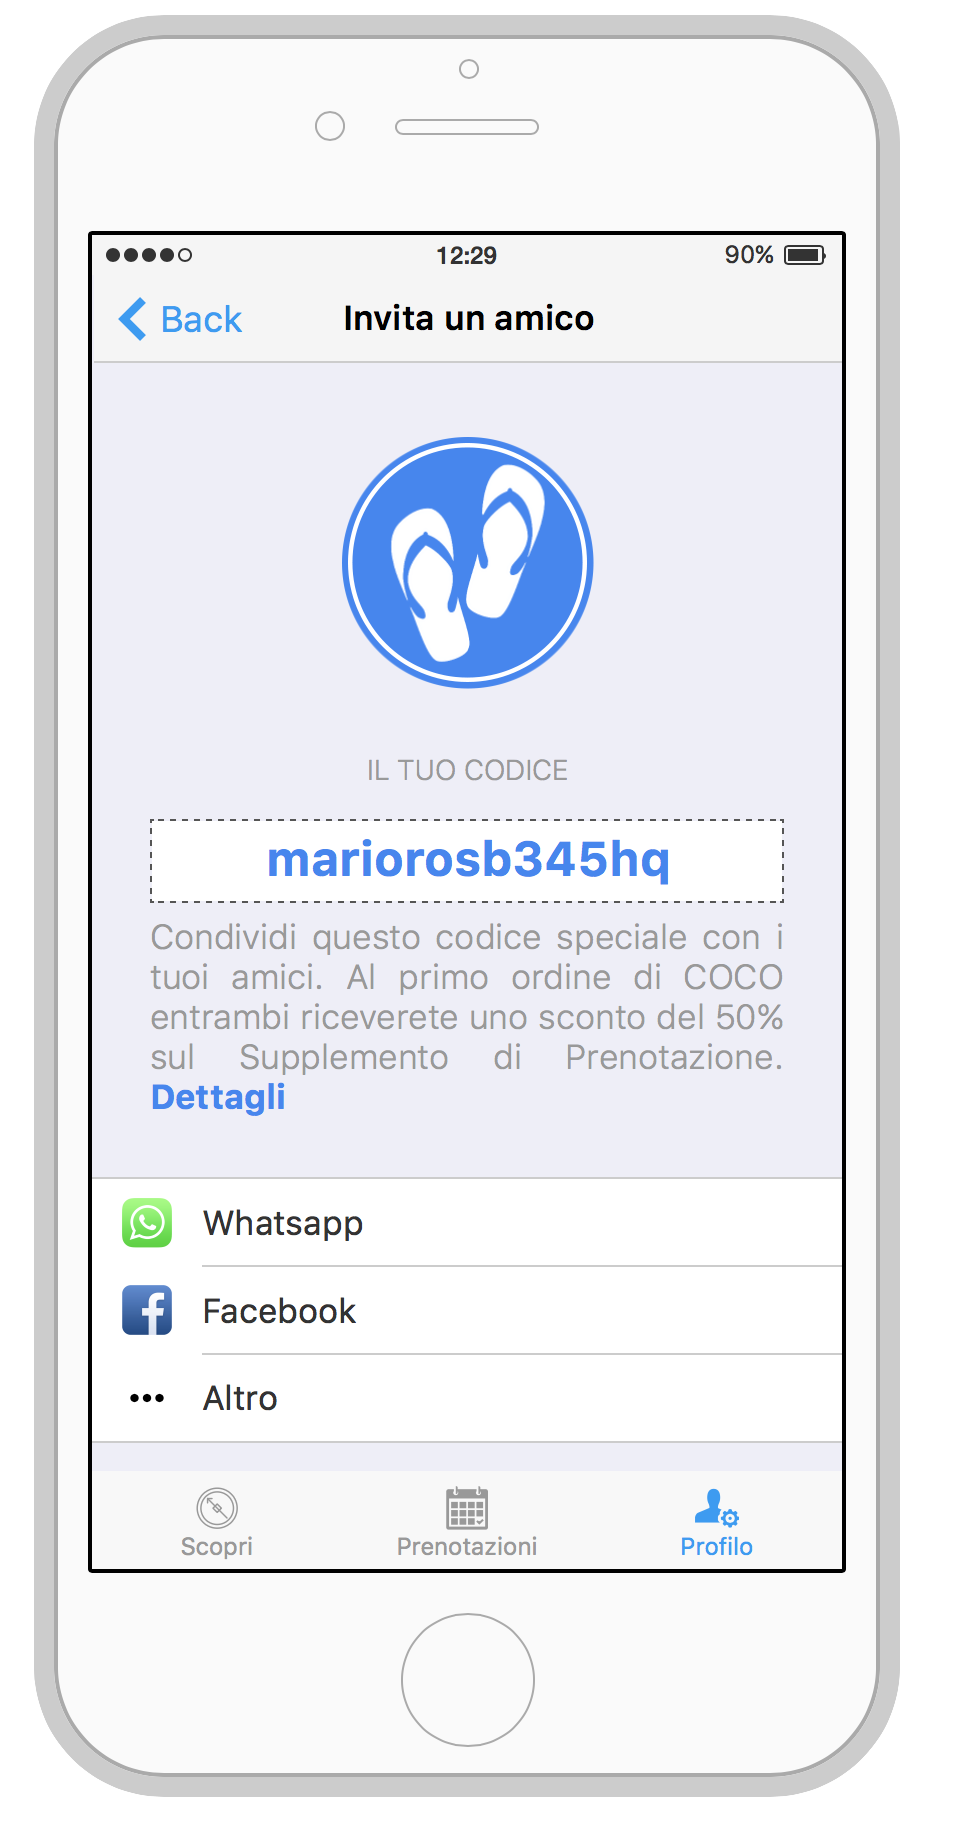 12:29
90%
Back
Invita un amico
IL TUO CODICE
mariorosb345hq
Condividi questo codice speciale con i
tuoi amici. Al primo ordine di COCO
entrambi riceverete uno sconto del 50%
sul Supplemento di Prenotazione.
Dettagli
Whatsapp
Facebook
Altro
Scopri
Prenotazioni
Profilo